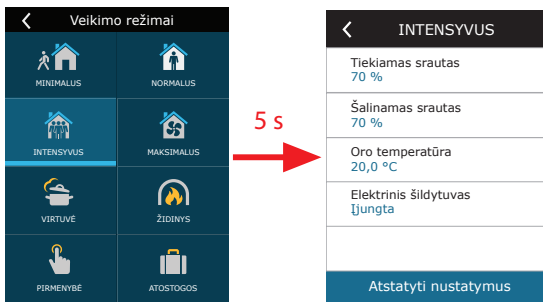 Veikimo režimai
MINIMALUS
NORMALUS
INTENSYVUS
MAKSIMALUS
VIRTUVĖ
ŽIDINYS
PIRMENYBĖ
ATOSTOGOS
5 s
INTENSYVUS
Tiekiamas srautas
70 %
Šalinamas srautas
70 %
Oro temperatūra
20,0 °C
Elektrinis šildytuvas
Įjungta
Atstatyti nustatymus